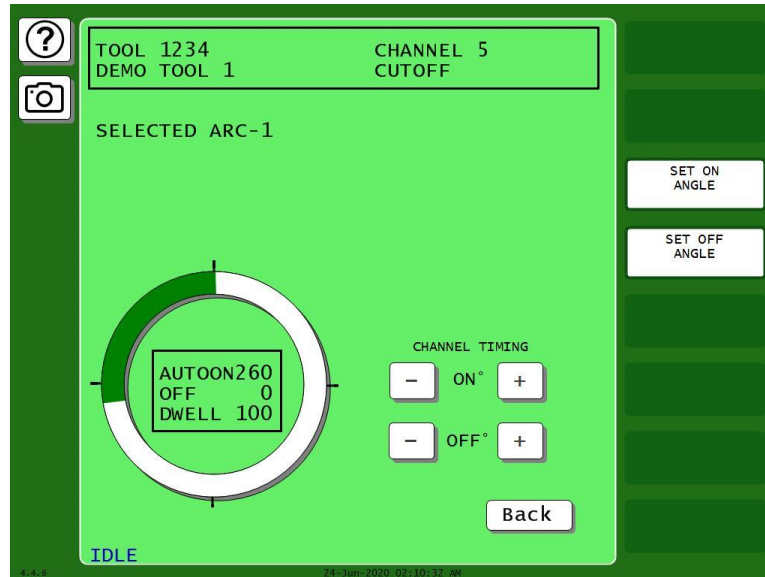 ?
TOOL 1234 CHANNEL 5
DEMO TOOL 1 CUTOFF
SELECTED ARC-1
SET ON
ANGLE
SET OFF
ANGLE
AUTOON260
OFF 0
DWELL 100
CHANNEL TIMING
- ON° +
- OFF° +
Back
IDLE
4.4.6 24-Jun-2020 02:10:32 AM